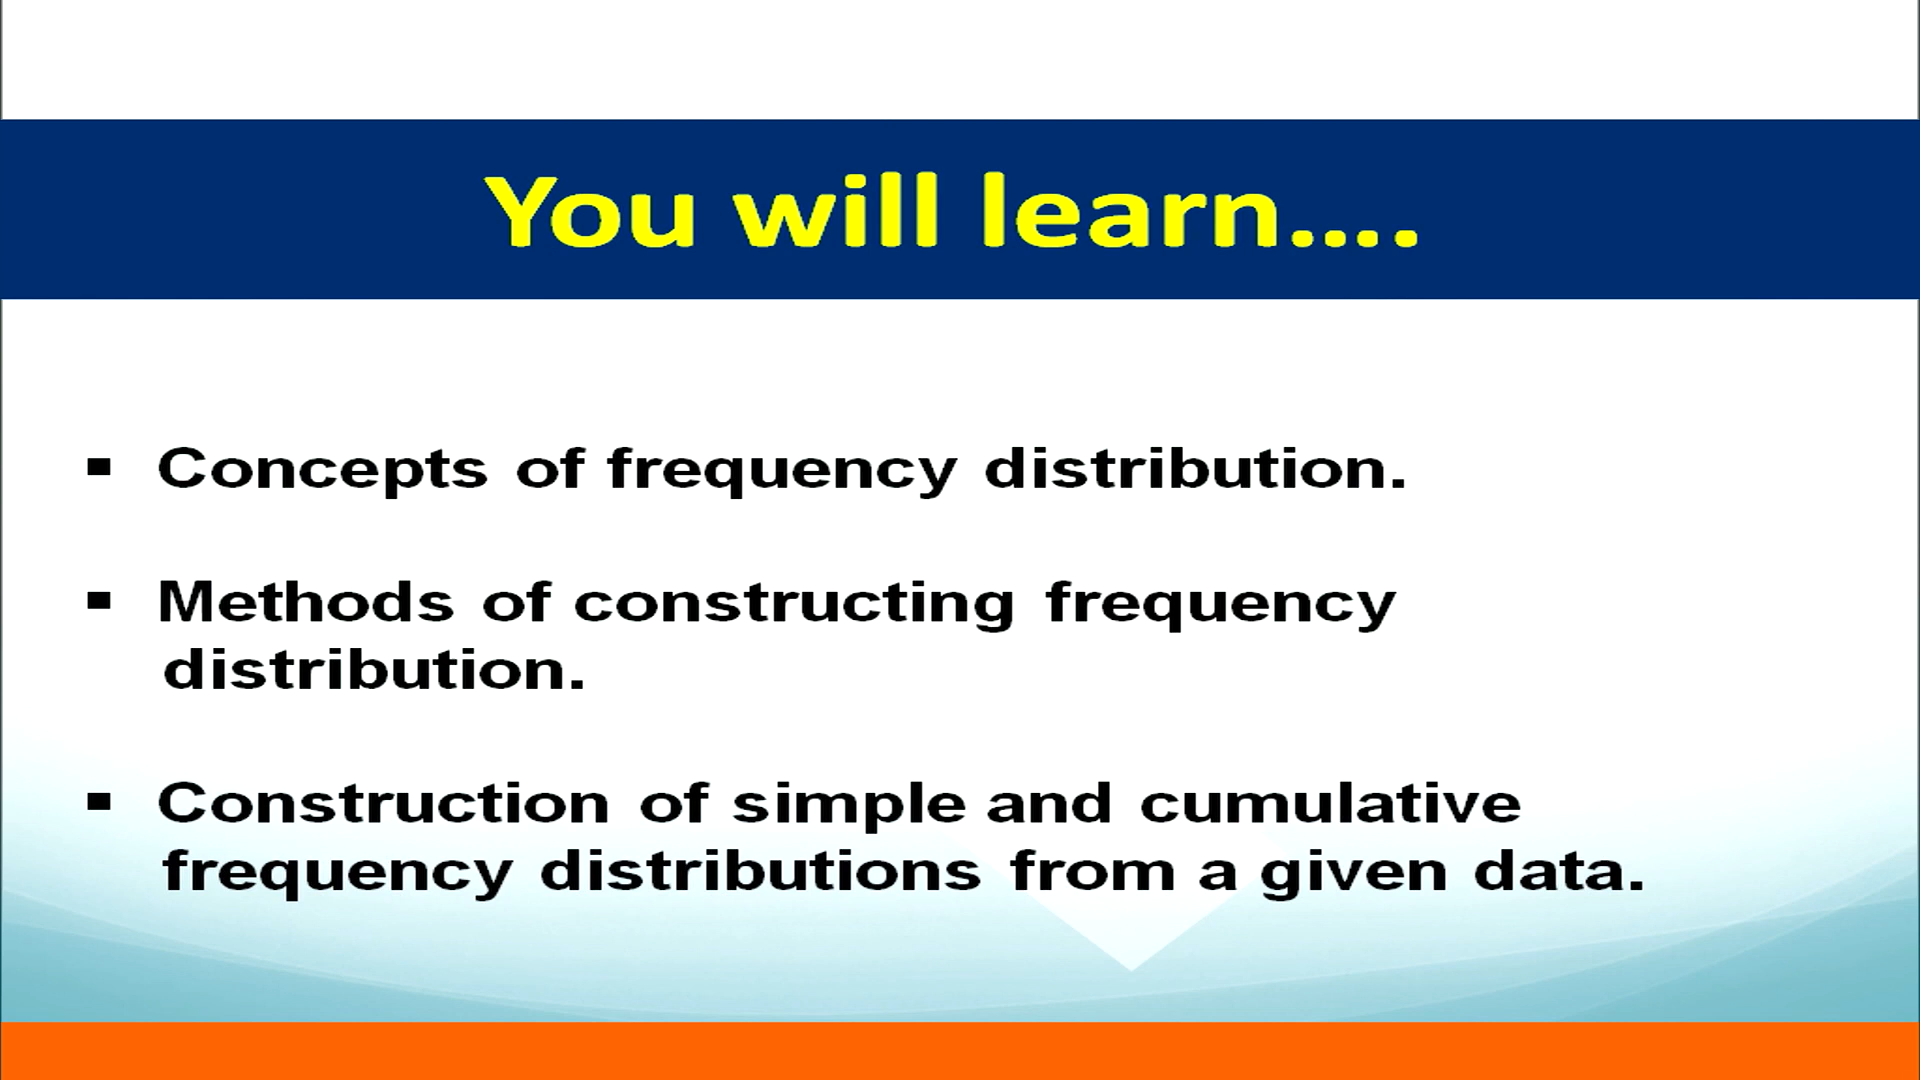 You will learn....
▪ Concepts of frequency distribution.
▪ Methods of constructing frequency
distribution.
▪ Construction of simple and cumulative
frequency distributions from a given data.